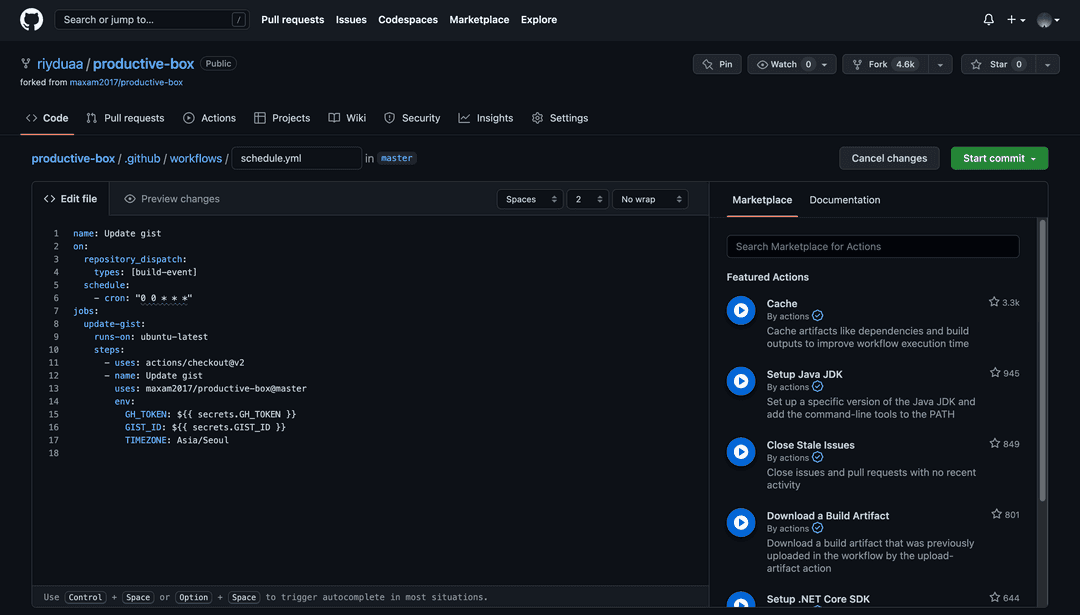 Search or jump to... /
Pull requests Issues Codespaces Marketplace Explore
riyduaa / productive-box Public
forked from maxam2017/productive-box
Pin Watch 0 Fork 4.6k Star 0
Code Pull requests Actions Projects Wiki Security Insights Settings
productive-box / .github / workflows / schedule.yml in master
Cancel changes Start commit
Edit file Preview changes Spaces 2 No wrap
1 name: Update gist
2 on:
3 repository_dispatch:
4 types: [build-event]
5 schedule:
6 - cron: "0 0 * * *"
7 jobs:
8 update-gist:
9 runs-on: ubuntu-latest
10 steps:
11 - uses: actions/checkout@v2
12 - name: Update gist
13 uses: maxam2017/productive-box@master
14 env:
15 GH_TOKEN: ${{ secrets.GH_TOKEN }}
16 GIST_ID: ${{ secrets.GIST_ID }}
17 TIMEZONE: Asia/Seoul
18
Use Control + Space or Option + Space to trigger autocomplete in most situations.
Marketplace Documentation
Search Marketplace for Actions
Featured Actions
Cache 3.3k
By actions
Cache artifacts like dependencies and build
outputs to improve workflow execution time
Setup Java JDK 945
By actions
Set up a specific version of the Java JDK and
add the command-line tools to the PATH
Close Stale Issues 849
By actions
Close issues and pull requests with no recent
activity
Download a Build Artifact 801
By actions
Download a build artifact that was previously
uploaded in the workflow by the upload-
artifact action
Setup .NET Core SDK 644